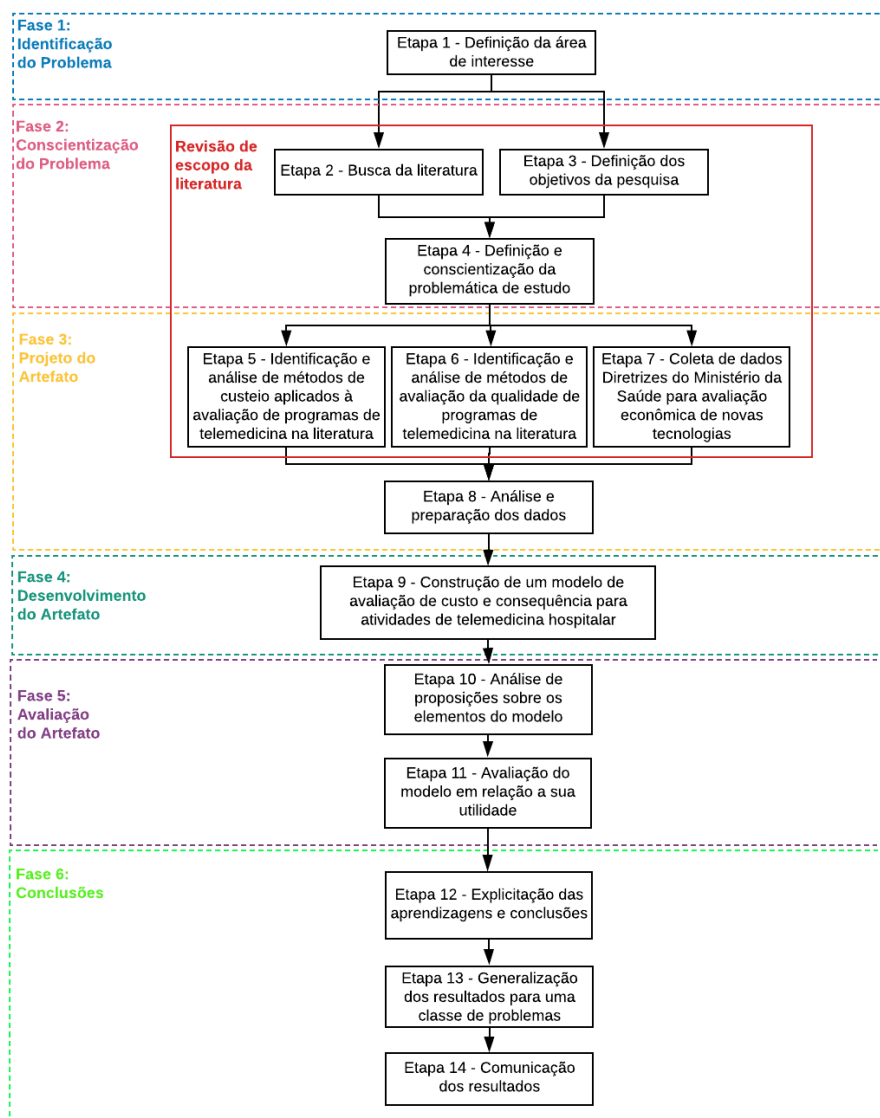 Fase 1:
Identificação
do Problema
Etapa 1 - Definição da área
de interesse
Fase 2:
Conscientização
do Problema
Revisão de
escopo da
literatura
Etapa 2 - Busca da literatura
Etapa 3 - Definição dos
objetivos da pesquisa
Etapa 4 - Definição e
conscientização da
problemática de estudo
Fase 3:
Projeto do
Artefato
Etapa 5 - Identificação e
análise de métodos de
custeio aplicados à
avaliação de programas de
telemedicina na literatura
Etapa 6 - Identificação e
análise de métodos de
avaliação da qualidade de
programas de
telemedicina na literatura
Etapa 7 - Coleta de dados
Diretrizes do Ministério da
Saúde para avaliação
econômica de novas
tecnologias
Etapa 8 - Análise e
preparação dos dados
Fase 4:
Desenvolvimento
do Artefato
Etapa 9 - Construção de um modelo de
avaliação de custo e consequência para
atividades de telemedicina hospitalar
Fase 5:
Avaliação
do Artefato
Etapa 10 - Análise de
proposições sobre os
elementos do modelo
Etapa 11 - Avaliação do
modelo em relação a sua
utilidade
Fase 6:
Conclusões
Etapa 12 - Explicitação das
aprendizagens e conclusões
Etapa 13 - Generalização
dos resultados para uma
classe de problemas
Etapa 14 - Comunicação
dos resultados